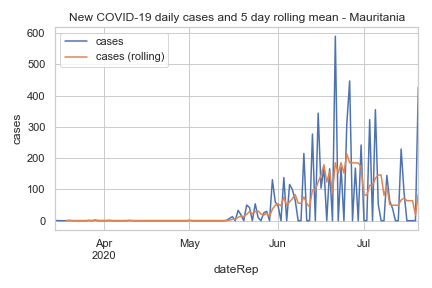 New COVID-19 daily cases and 5 day rolling mean - Mauritania
cases
cases (rolling)
600
500
400
300
200
100
0
cases
Apr
2020
May
Jun
Jul
dateRep